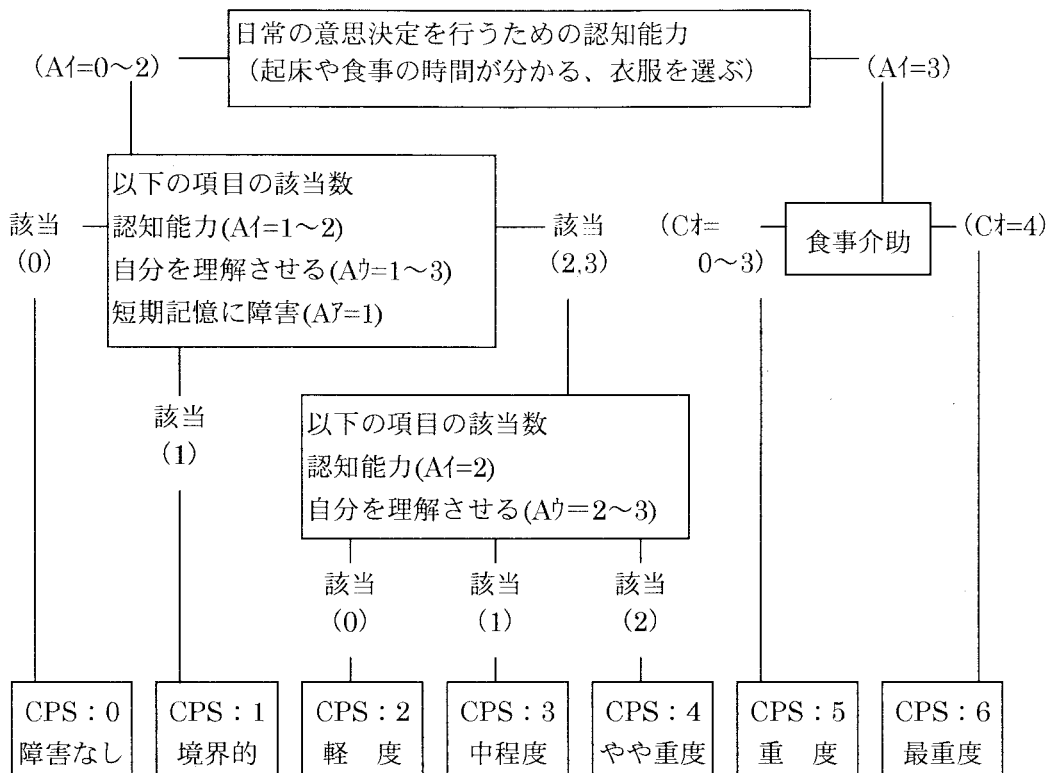 日常の意思決定を行うための認知能力
(起床や食事の時間が分かる、衣服を選ぶ)
(Aｲ=0～2)
(Aｲ=3)
以下の項目の該当数
認知能力(Aｲ=1～2)
自分を理解させる(Aｳ=1～3)
短期記憶に障害(Aｱ=1)
該当
(0)
該当
(2,3)
(Cｵ=
0～3)
食事介助
(Cｵ=4)
該当
(1)
以下の項目の該当数
認知能力(Aｲ=2)
自分を理解させる(Aｳ＝2～3)
該当
(0)
該当
(1)
該当
(2)
CPS：0
障害なし
CPS：1
境界的
CPS：2
軽　度
CPS：3
中程度
CPS：4
やや重度
CPS：5
重　度
CPS：6
最重度